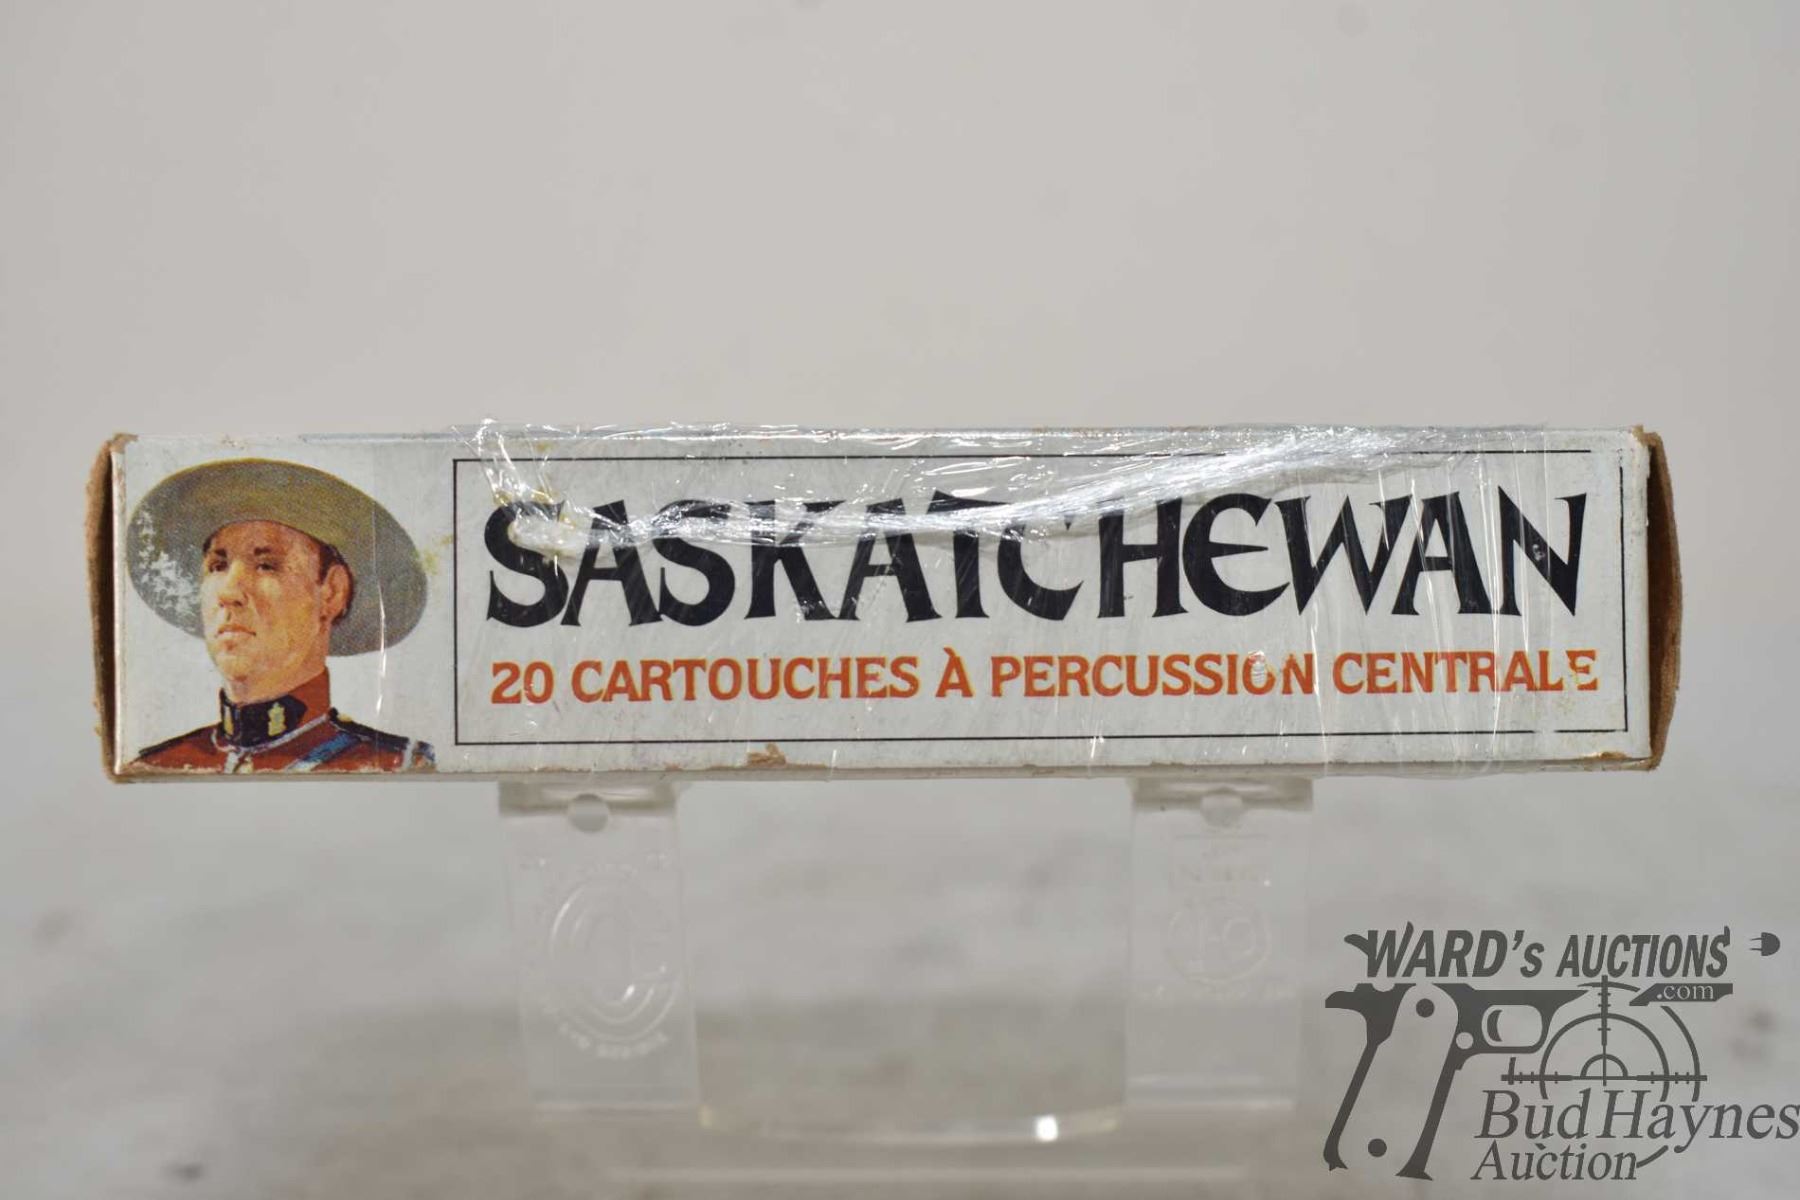 SASKATCHEWAN
20 CARTOUCHES À PERCUSSION CENTRALE
WARD's AUCTIONS
.com
Bud Haynes
Auction